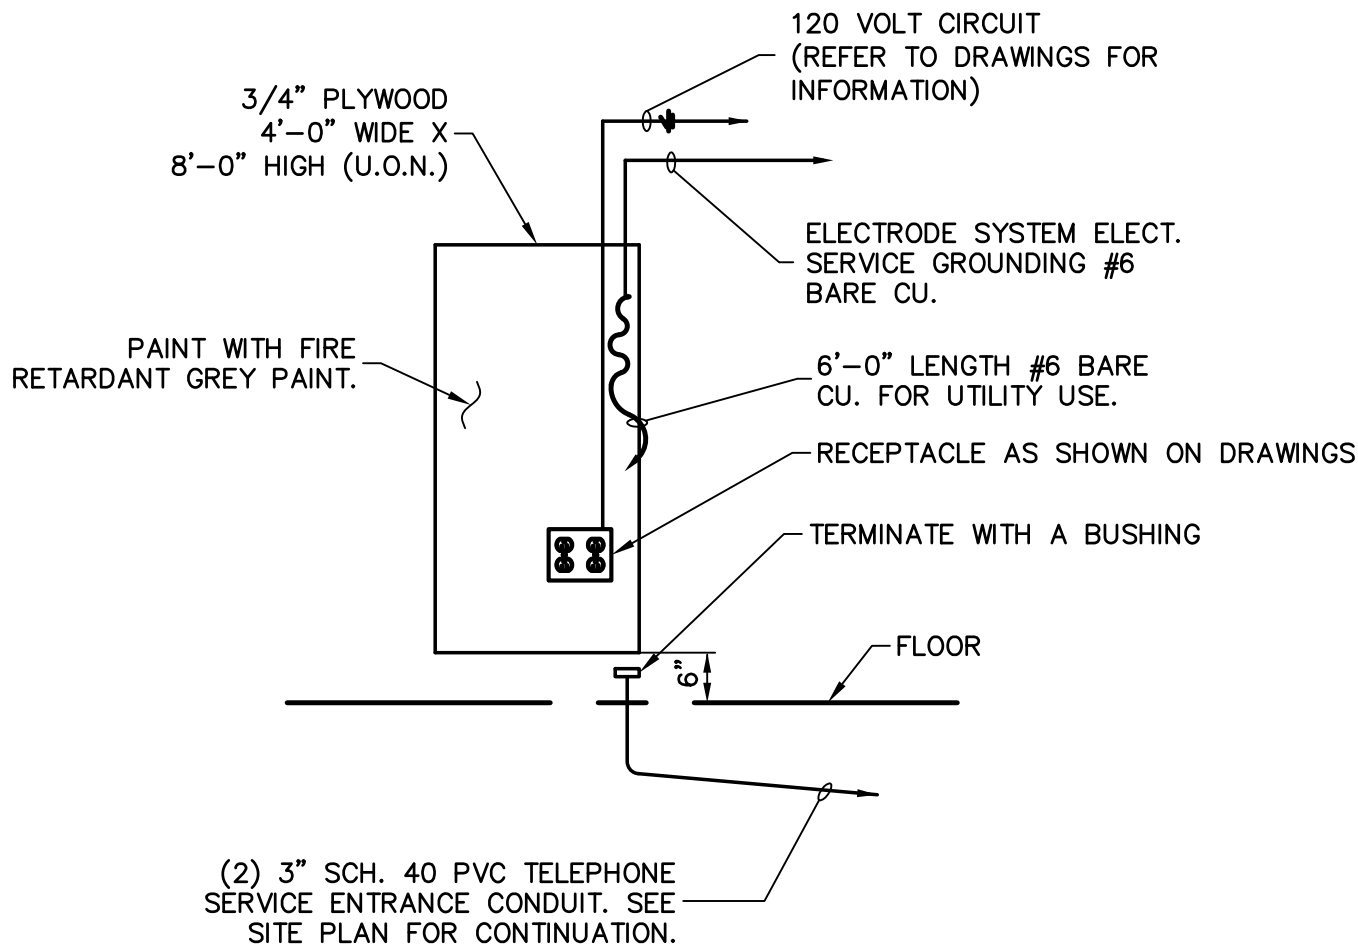 120 VOLT CIRCUIT
(REFER TO DRAWINGS FOR
INFORMATION)
3/4" PLYWOOD
4'-0" WIDE X
8'-0" HIGH (U.O.N.)
ELECTRODE SYSTEM ELECT.
SERVICE GROUNDING #6
BARE CU.
PAINT WITH FIRE
RETARDANT GREY PAINT.
6'-0" LENGTH #6 BARE
CU. FOR UTILITY USE.
RECEPTACLE AS SHOWN ON DRAWINGS
TERMINATE WITH A BUSHING
FLOOR
6"
(2) 3" SCH. 40 PVC TELEPHONE
SERVICE ENTRANCE CONDUIT. SEE
SITE PLAN FOR CONTINUATION.